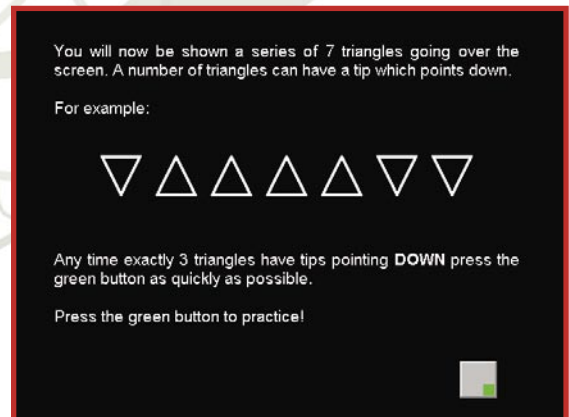 You will now be shown a series of 7 triangles going over the
screen. A number of triangles can have a tip which points down.
For example:
Any time exactly 3 triangles have tips pointing DOWN press the
green button as quickly as possible.
Press the green button to practice!